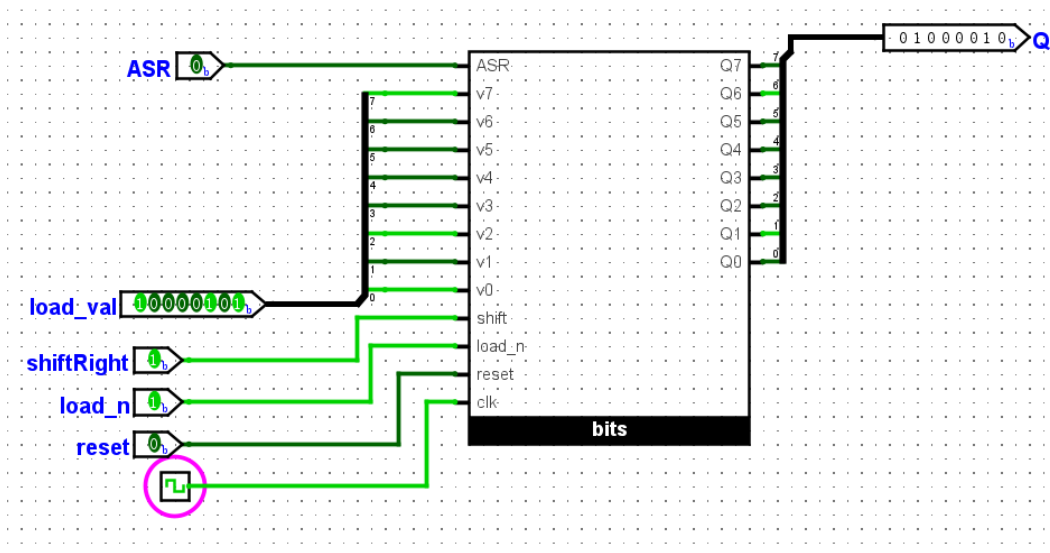 01000010b Q
ASR 0b
ASR Q7 7
v7 7 Q6 6
v6 6 Q5 5
v5 5 Q4 4
v4 4 Q3 3
v3 3 Q2 2
v2 2 Q1 1
v1 1 Q0 0
v0 0
load_val 10000101b
shift
shiftRight 1b
load_n
load_n 1b
reset
reset 0b
clk
bits